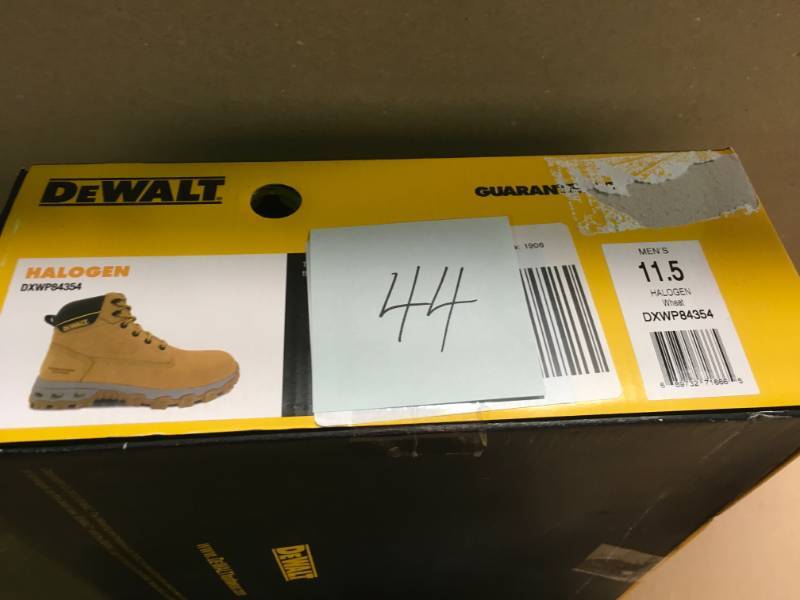 DEWALT
GUARAN
HALOGEN
DXWP84354
44
1906
MEN'S
11.5
HALOGEN
Wheat
DXWP84354
DEWALT